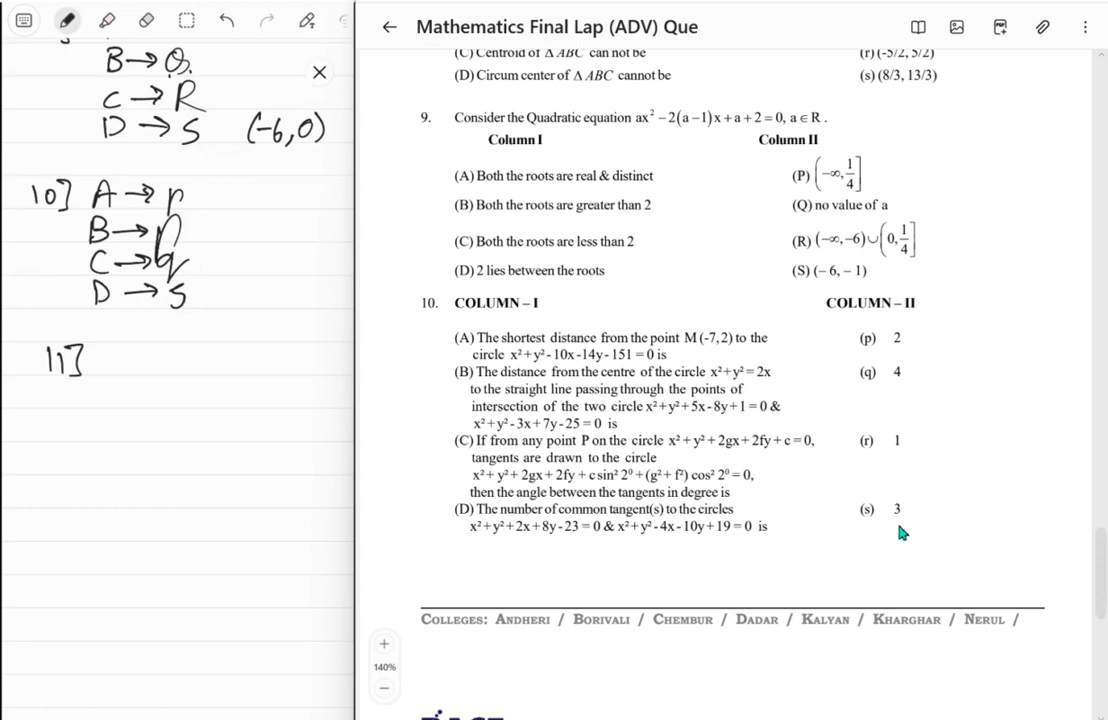 B→Q
C→R
D→S (-6,0)
10] A→p
B→p
C→q
D→S
11]
Mathematics Final Lap (ADV) Que
(C) Centroid of Δ ABC can not be (r) (-5/2, 5/2)
(D) Circum center of Δ ABC cannot be (s) (8/3, 13/3)
9. Consider the Quadratic equation ax² − 2(a−1)x + a + 2 = 0, a ∈ R .
Column I Column II
(A) Both the roots are real & distinct (P) (−∞, 1/4]
(B) Both the roots are greater than 2 (Q) no value of a
(C) Both the roots are less than 2 (R) (−∞,−6)∪(0, 1/4]
(D) 2 lies between the roots (S) (− 6, − 1)
10. COLUMN – I COLUMN – II
(A) The shortest distance from the point M (-7,2) to the (p) 2
circle x²+y²- 10x -14y- 151 = 0 is
(B) The distance from the centre of the circle x²+y²= 2x (q) 4
to the straight line passing through the points of
intersection of the two circle x²+y²+5x-8y+1=0 &
x²+y²-3x+7y-25=0 is
(C) If from any point P on the circle x²+y²+2gx+2fy+c=0, (r) 1
tangents are drawn to the circle
x²+ y²+ 2gx + 2fy + c sin² 2⁰ + (g²+ f²) cos² 2⁰ = 0,
then the angle between the tangents in degree is
(D) The number of common tangent(s) to the circles (s) 3
x²+y²+2x+8y-23=0 & x²+y²-4x-10y+19=0 is
COLLEGES: ANDHERI / BORIVALI / CHEMBUR / DADAR / KALYAN / KHARGHAR / NERUL /
140%